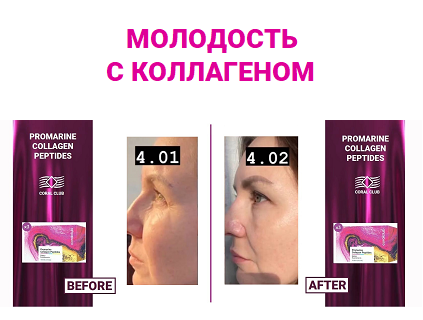 МОЛОДОСТЬ
С КОЛЛАГЕНОМ
PROMARINE
COLLAGEN
PEPTIDES
CORAL CLUB
BEFORE
4.01
4.02
PROMARINE
COLLAGEN
PEPTIDES
CORAL CLUB
AFTER